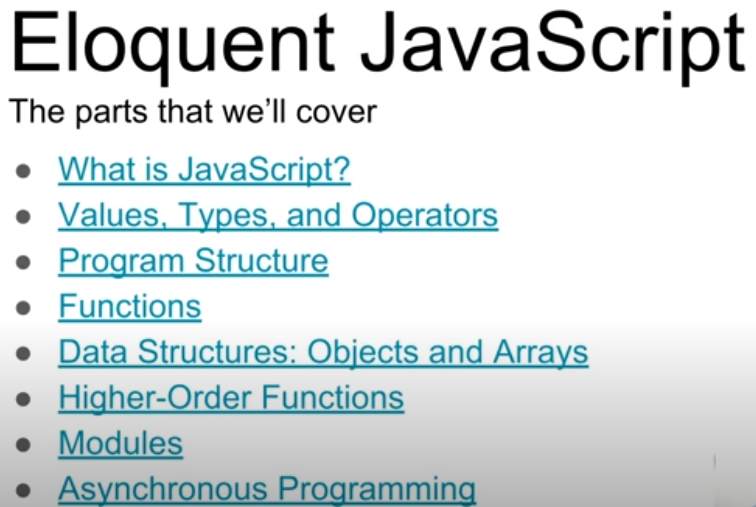 Eloquent JavaScript
The parts that we'll cover
What is JavaScript?
Values, Types, and Operators
Program Structure
Functions
Data Structures: Objects and Arrays
Higher-Order Functions
Modules
Asynchronous Programming